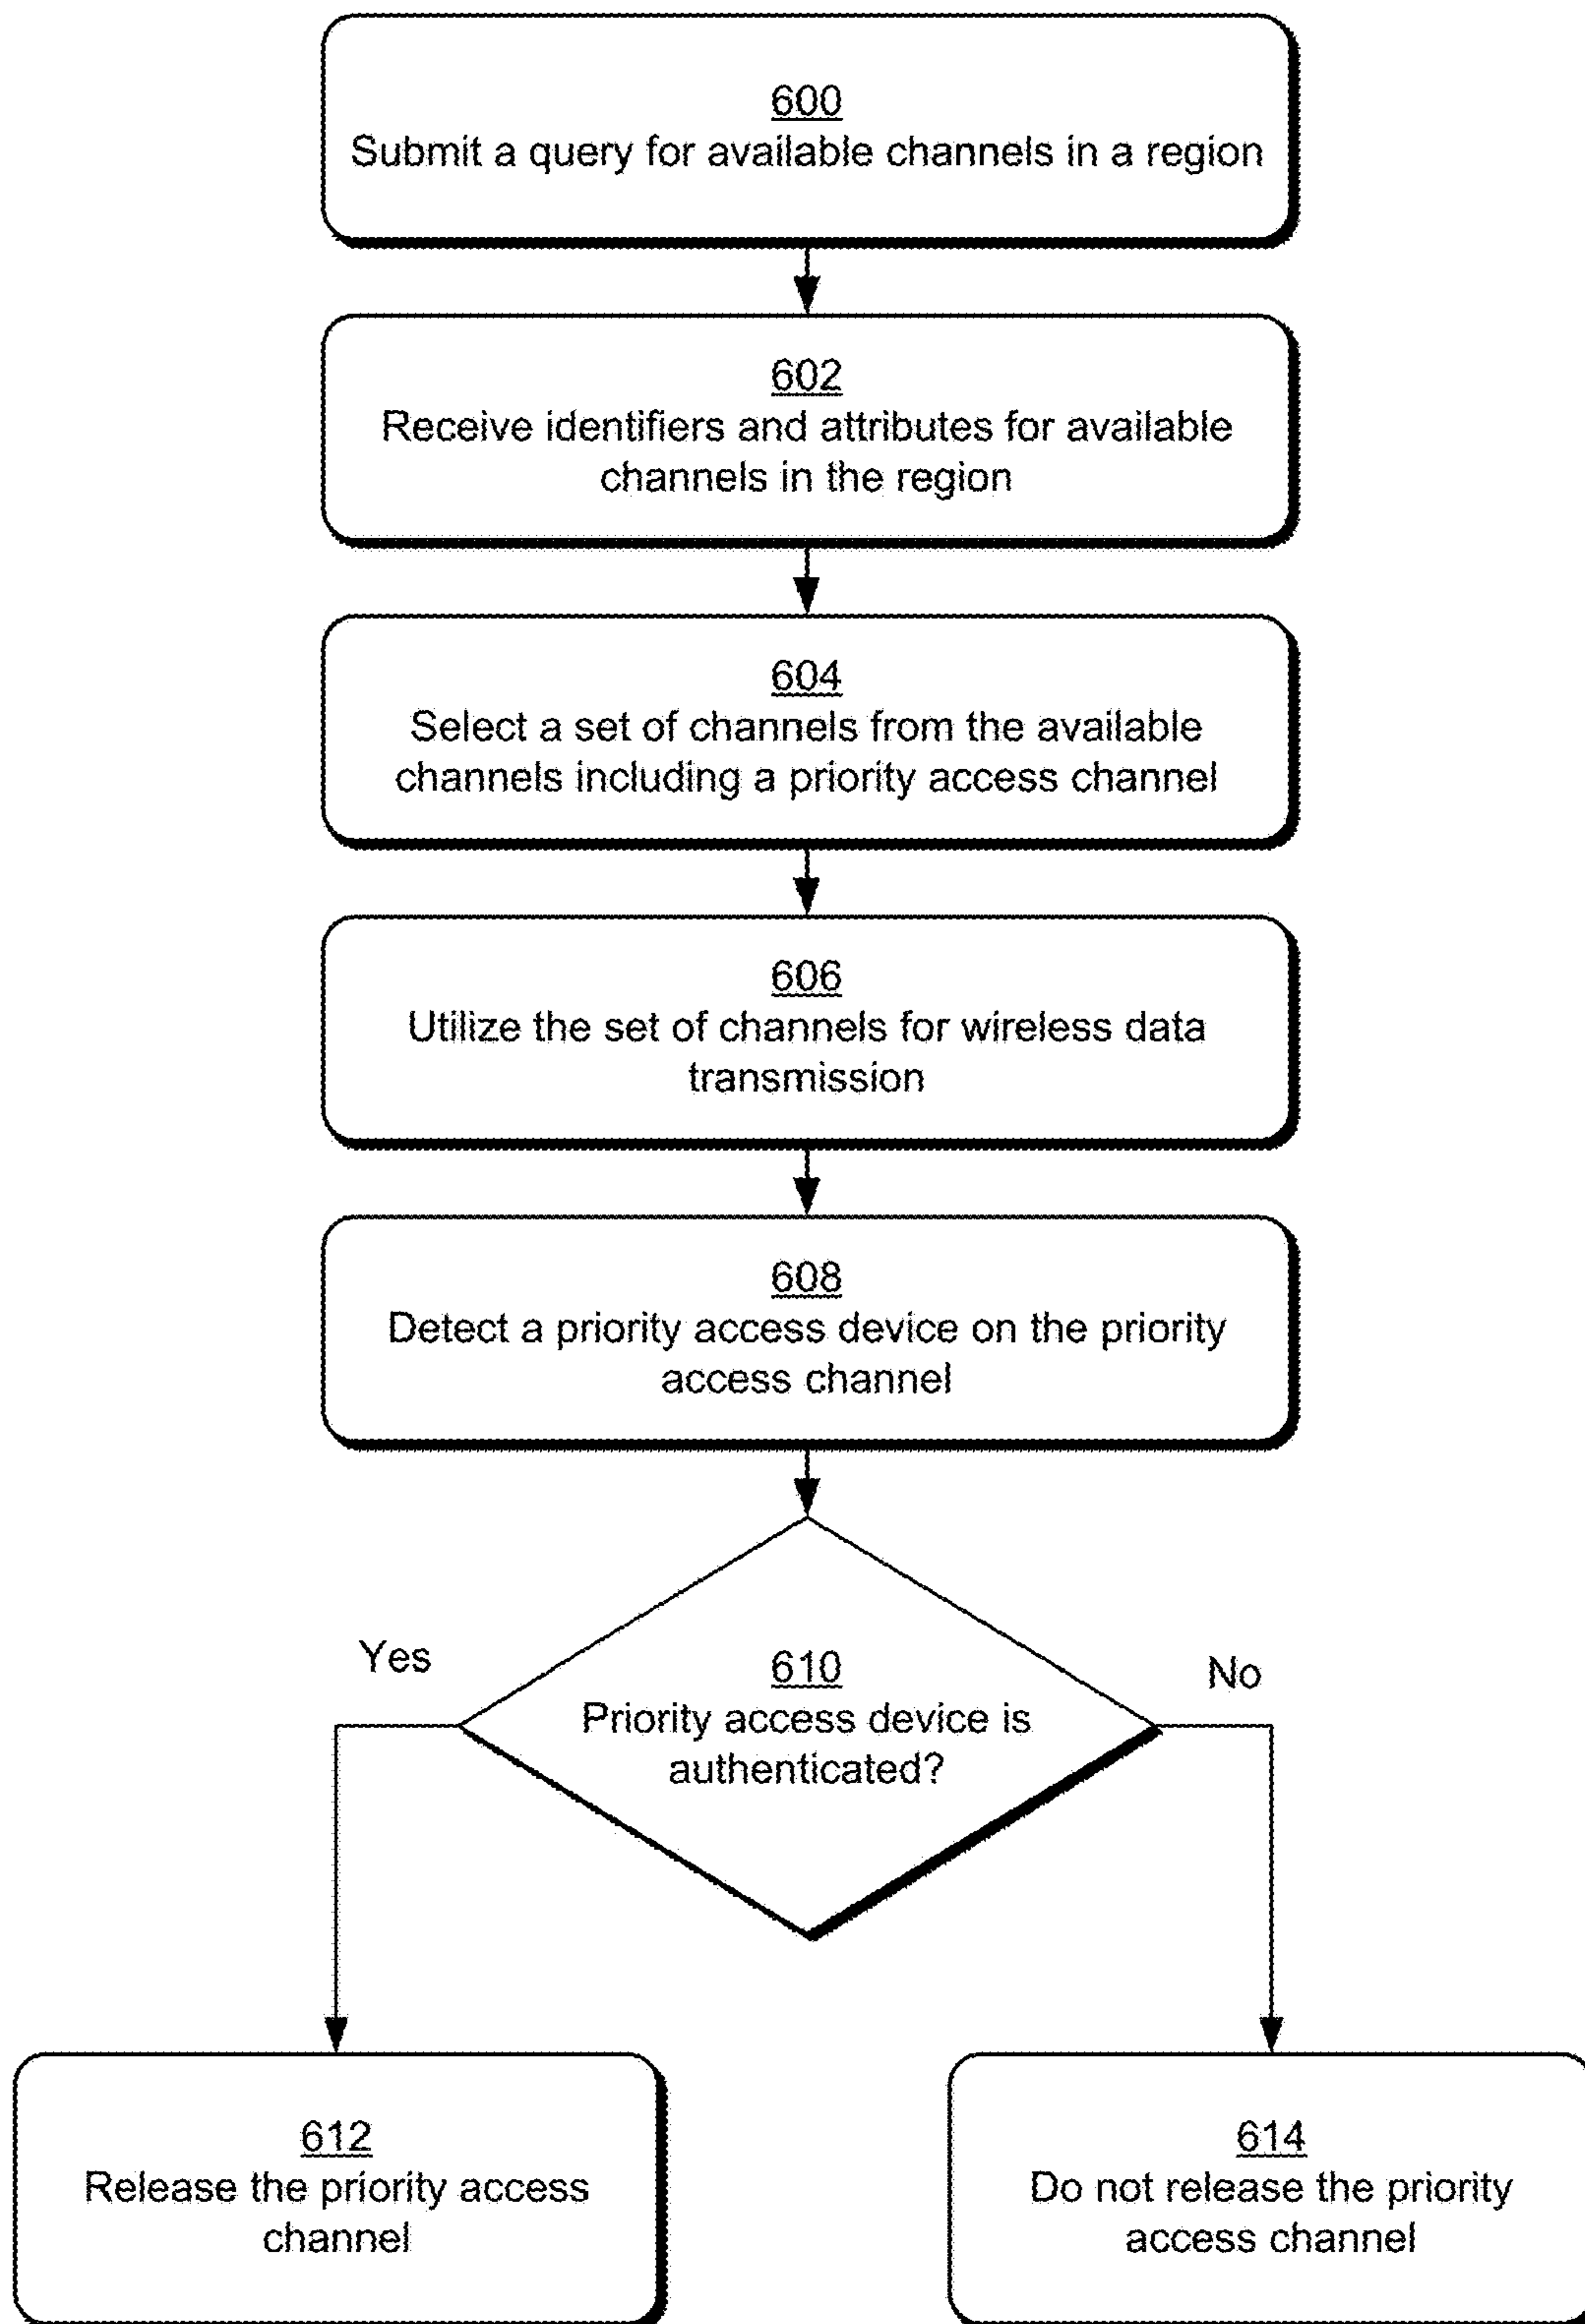 600
Submit a query for available channels in a region
602
Receive identifiers and attributes for available
channels in the region
604
Select a set of channels from the available
channels including a priority access channel
606
Utilize the set of channels for wireless data
transmission
608
Detect a priority access device on the priority
access channel
Yes
610
No
Priority access device is
authenticated?
612
Release the priority access
channel
614
Do not release the priority
access channel